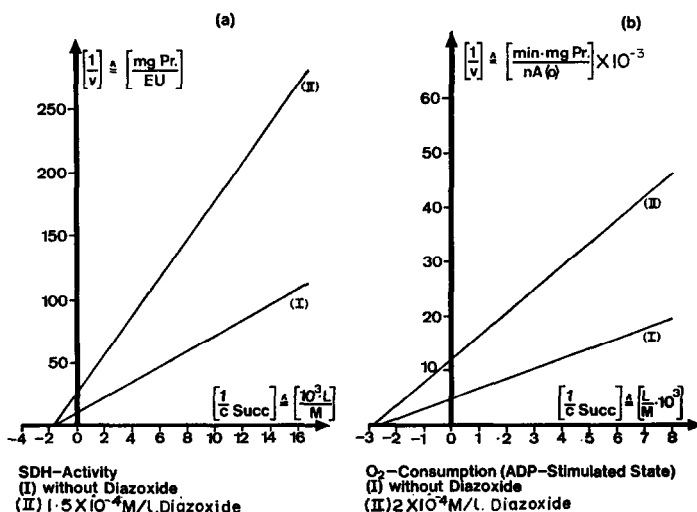 (a)
[1/v] ≙ [mg Pr./EU]
250
200
150
100
50
(II)
(I)
[1/c Succ] ≙ [10³·L/M]
-4 -2 0 2 4 6 8 10 12 14 16
SDH-Activity
(I) without Diazoxide
(II) 1·5X10⁻⁴M/l. Diazoxide
(b)
[1/v] ≙ [min·mg Pr./nA(o)]X10⁻³
60
50
40
30
20
10
(II)
(I)
[1/c Succ] ≙ [L/M·10³]
-3 -2 -1 0 1 2 3 4 5 6 7 8
O₂-Consumption (ADP-Stimulated State)
(I) without Diazoxide
(II) 2X10⁻⁴M/l. Diazoxide